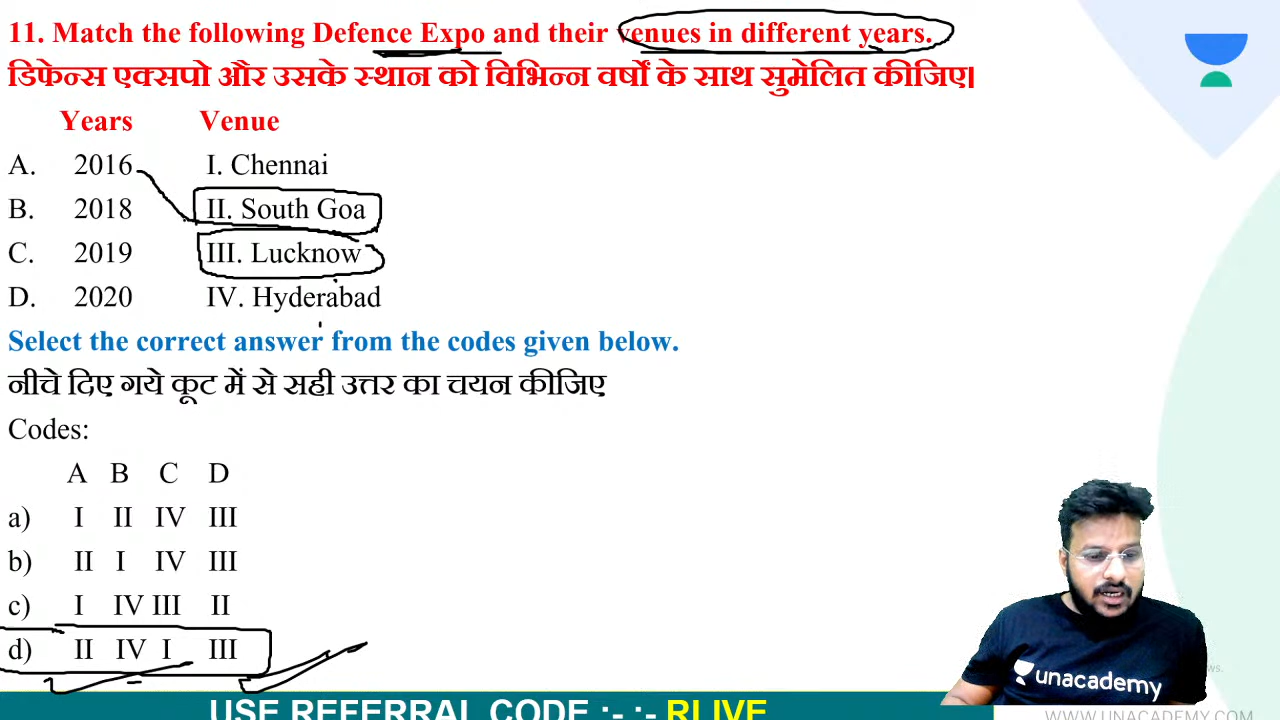 11. Match the following Defence Expo and their venues in different years.
डिफेन्स एक्सपो और उसके स्थान को विभिन्न वर्षों के साथ सुमेलित कीजिए।
Years Venue
A. 2016 I. Chennai
B. 2018 II. South Goa
C. 2019 III. Lucknow
D. 2020 IV. Hyderabad
Select the correct answer from the codes given below.
नीचे दिए गये कूट में से सही उत्तर का चयन कीजिए
Codes:
A B C D
a) I II IV III
b) II I IV III
c) I IV III II
d) II IV I III
unacademy
USE REFERRAL CODE :- :- RLIVE
WWW.UNACADEMY.COM